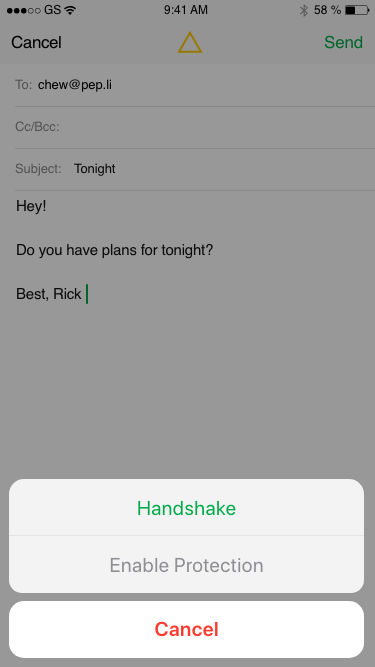 GS 9:41 AM 58 %
Cancel Send
To: chew@pep.li
Cc/Bcc:
Subject: Tonight
Hey!
Do you have plans for tonight?
Best, Rick
Handshake
Enable Protection
Cancel